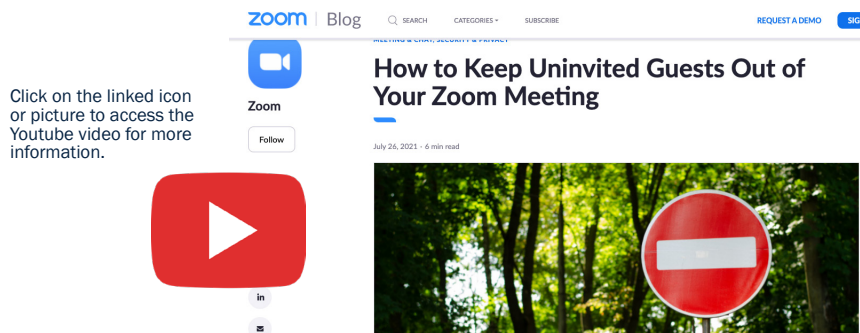 zoom | Blog
SEARCH
CATEGORIES
SUBSCRIBE
REQUEST A DEMO
SIG
MEETING & CHAT, SECURITY & PRIVACY
How to Keep Uninvited Guests Out of
Your Zoom Meeting
Zoom
Follow
July 26, 2021 - 6 min read
Click on the linked icon
or picture to access the
Youtube video for more
information.
in